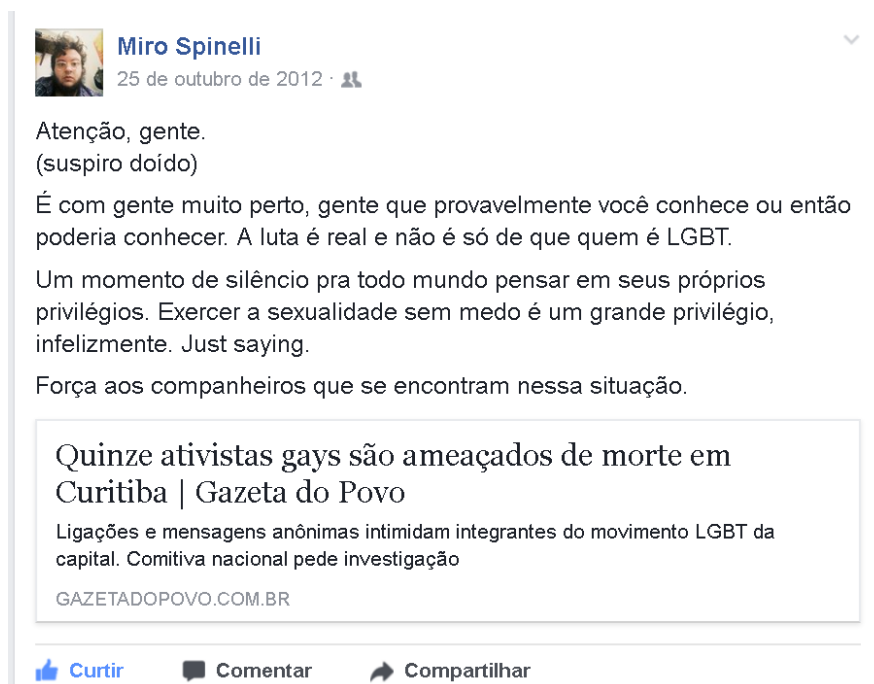 Miro Spinelli
25 de outubro de 2012 ·
Atenção, gente.
(suspiro doído)
É com gente muito perto, gente que provavelmente você conhece ou então
poderia conhecer. A luta é real e não é só de que quem é LGBT.
Um momento de silêncio pra todo mundo pensar em seus próprios
privilégios. Exercer a sexualidade sem medo é um grande privilégio,
infelizmente. Just saying.
Força aos companheiros que se encontram nessa situação.
Quinze ativistas gays são ameaçados de morte em
Curitiba | Gazeta do Povo
Ligações e mensagens anônimas intimidam integrantes do movimento LGBT da
capital. Comitiva nacional pede investigação
GAZETADOPOVO.COM.BR
Curtir Comentar Compartilhar